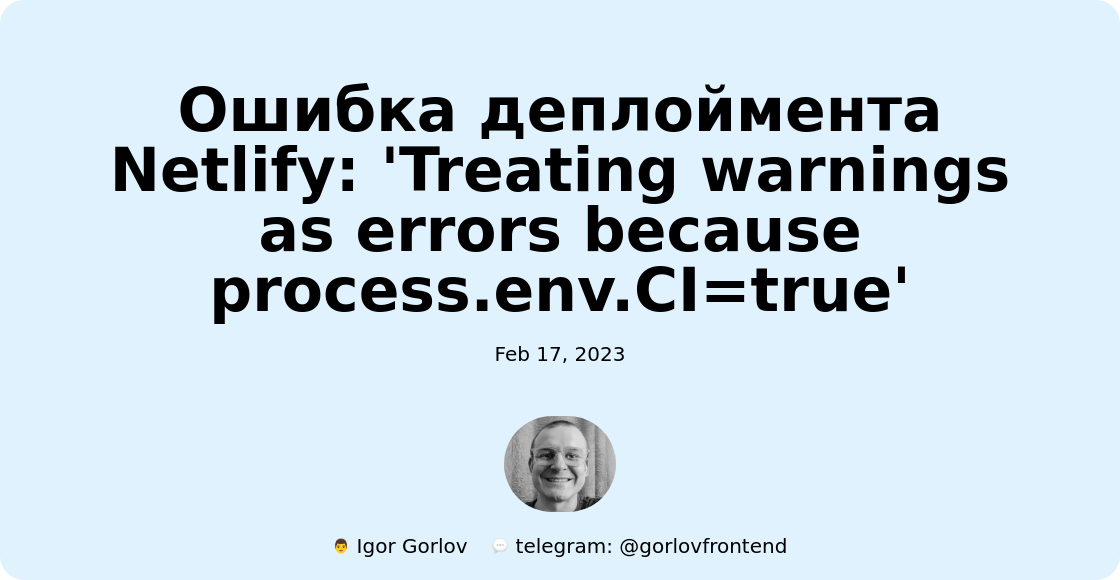 Ошибка деплоймента
Netlify: 'Treating warnings
as errors because
process.env.CI=true'
Feb 17, 2023
👨 Igor Gorlov 💬 telegram: @gorlovfrontend